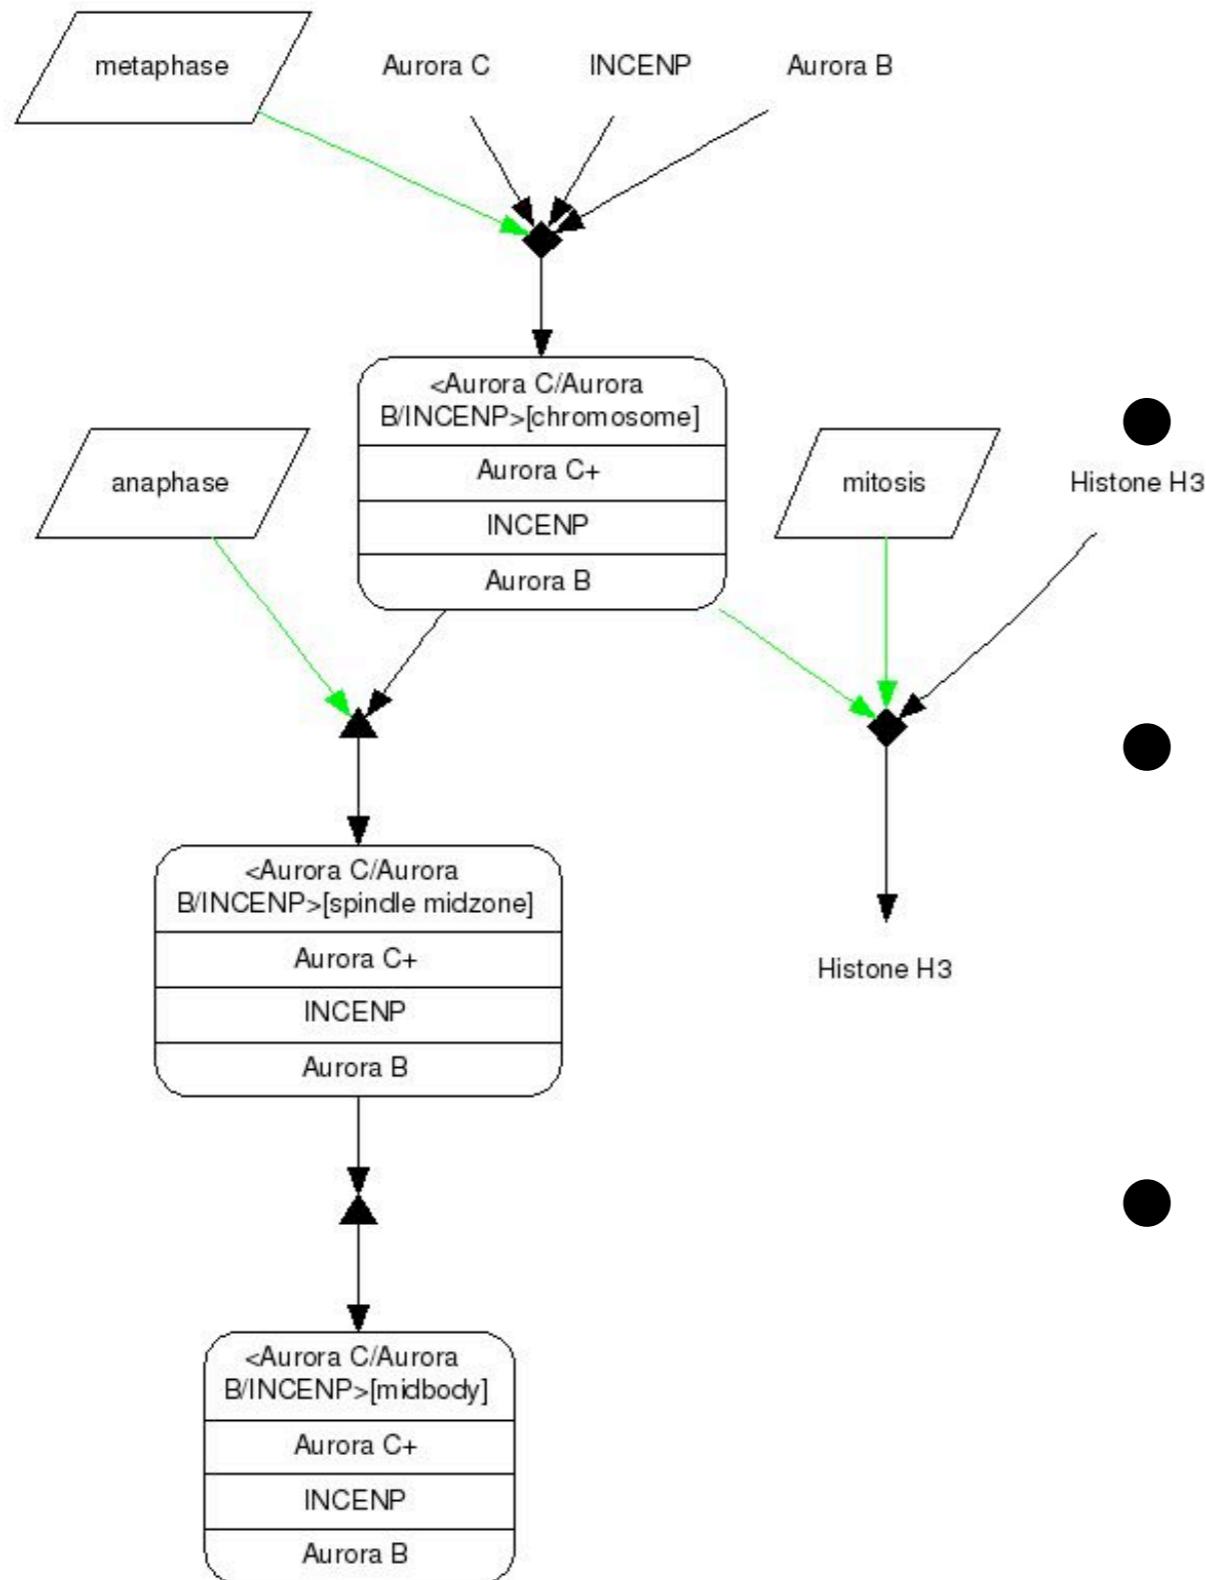 metaphase
Aurora C
INCENP
Aurora B
<Aurora C/Aurora
B/INCENP>[chromosome]
Aurora C+
INCENP
Aurora B
anaphase
mitosis
Histone H3
<Aurora C/Aurora
B/INCENP>[spindle midzone]
Aurora C+
INCENP
Aurora B
Histone H3
<Aurora C/Aurora
B/INCENP>[midbody]
Aurora C+
INCENP
Aurora B